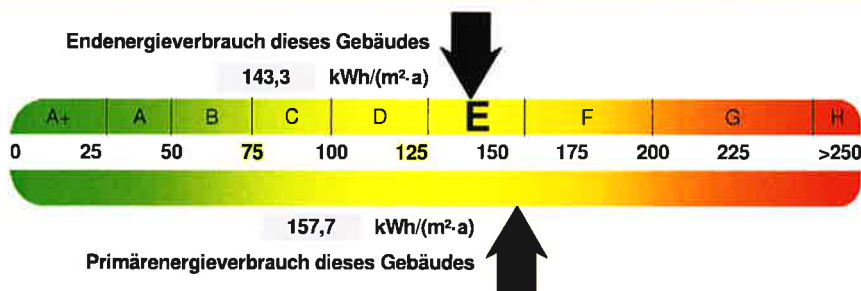 Endenergieverbrauch dieses Gebäudes
143,3 kWh/(m²·a)
A+ A B C D E F G H
0 25 50 75 100 125 150 175 200 225 >250
157,7 kWh/(m²·a)
Primärenergieverbrauch dieses Gebäudes